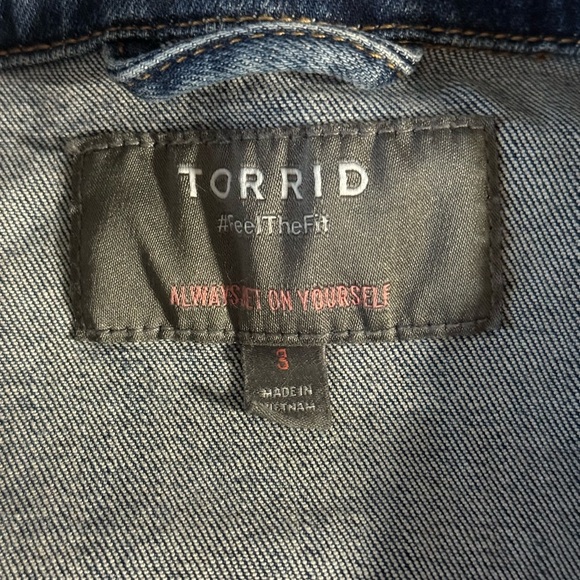 TORRID
#FeelTheFit
ALWAYS BET ON YOURSELF
3
MADE IN
VIETNAM